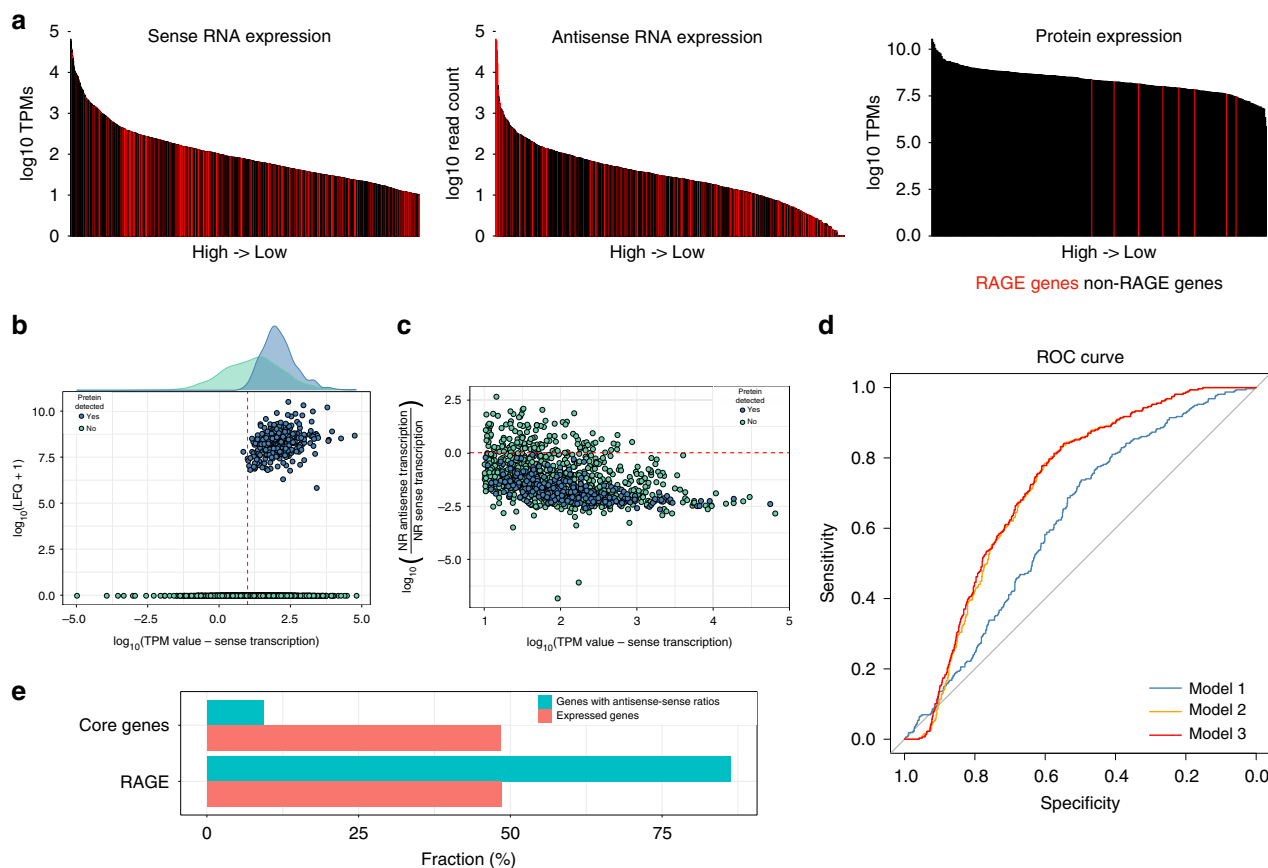 a
Sense RNA expression
log10 TPMs
5
4
3
2
1
0
High -> Low
Antisense RNA expression
log10 read count
5
4
3
2
1
0
High -> Low
Protein expression
log10 TPMs
10.0
7.5
5.0
2.5
0.0
High -> Low
RAGE genes non-RAGE genes
b
Pretein
detected
Yes
No
log10(LFQ + 1)
10.0
7.5
5.0
2.5
0.0
−5.0 −2.5 0.0 2.5 5.0
log10(TPM value – sense transcription)
c
Pretein
detected
Yes
No
log10 ( NR antisense transcription
NR sense transcription )
2.5
0.0
−2.5
−5.0
1 2 3 4 5
log10(TPM value – sense transcription)
d
ROC curve
Sensitivity
1.0
0.8
0.6
0.4
0.2
0.0
Model 1
Model 2
Model 3
1.0 0.8 0.6 0.4 0.2 0.0
Specificity
e
Genes with antisense-sense ratios
Expressed genes
Core genes
RAGE
0 25 50 75
Fraction (%)